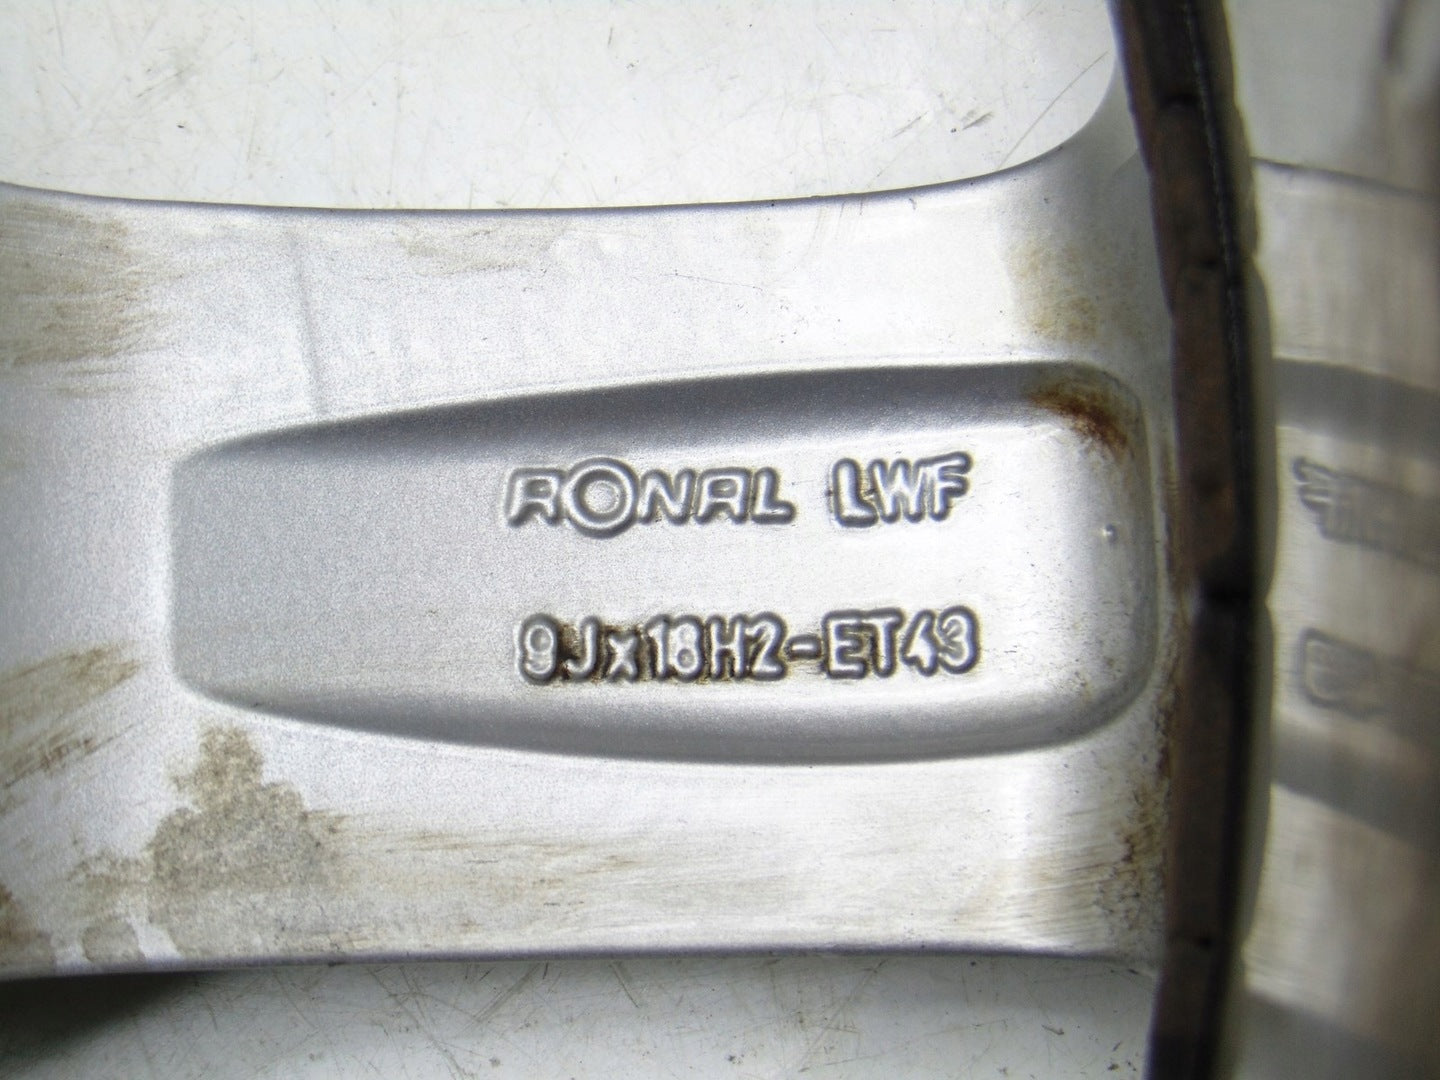 RONAL LWF
9Jx18H2-ET43